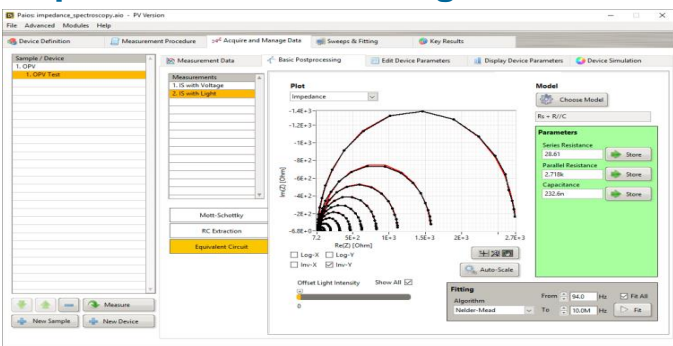 Paios: impedance_spectroscopy.aio - PV Version
File Advanced Modules Help
Device Definition
Measurement Procedure
Acquire and Manage Data
Sweeps & Fitting
Key Results
Sample / Device
1. OPV
1. OPV Test
Measurement Data
Basic Postprocessing
Edit Device Parameters
Display Device Parameters
Device Simulation
Measurements
1. IS with Voltage
2. IS with Light
Mott-Schottky
RC Extraction
Equivalent Circuit
Plot
Impedance
-1.4E+3
-1.2E+3
-1E+3
-8E+2
-6E+2
-4E+2
-2E+2
-8.8E+0
Im(Z) [Ohm]
7.2 5E+2 1E+3 1.5E+3 2E+3 2.7E+3
Re(Z) [Ohm]
Log-X Log-Y
Inv-X Inv-Y
Auto-Scale
Offset Light Intensity Show All
0
Model
Choose Model
Rs + R//C
Parameters
Series Resistance
28.61 Store
Parallel Resistance
2.718k Store
Capacitance
232.6n Store
Fitting
Algorithm
Nelder-Mead
From 94.0 Hz Fit All
To 10.0M Hz Fit
Measure
New Sample New Device